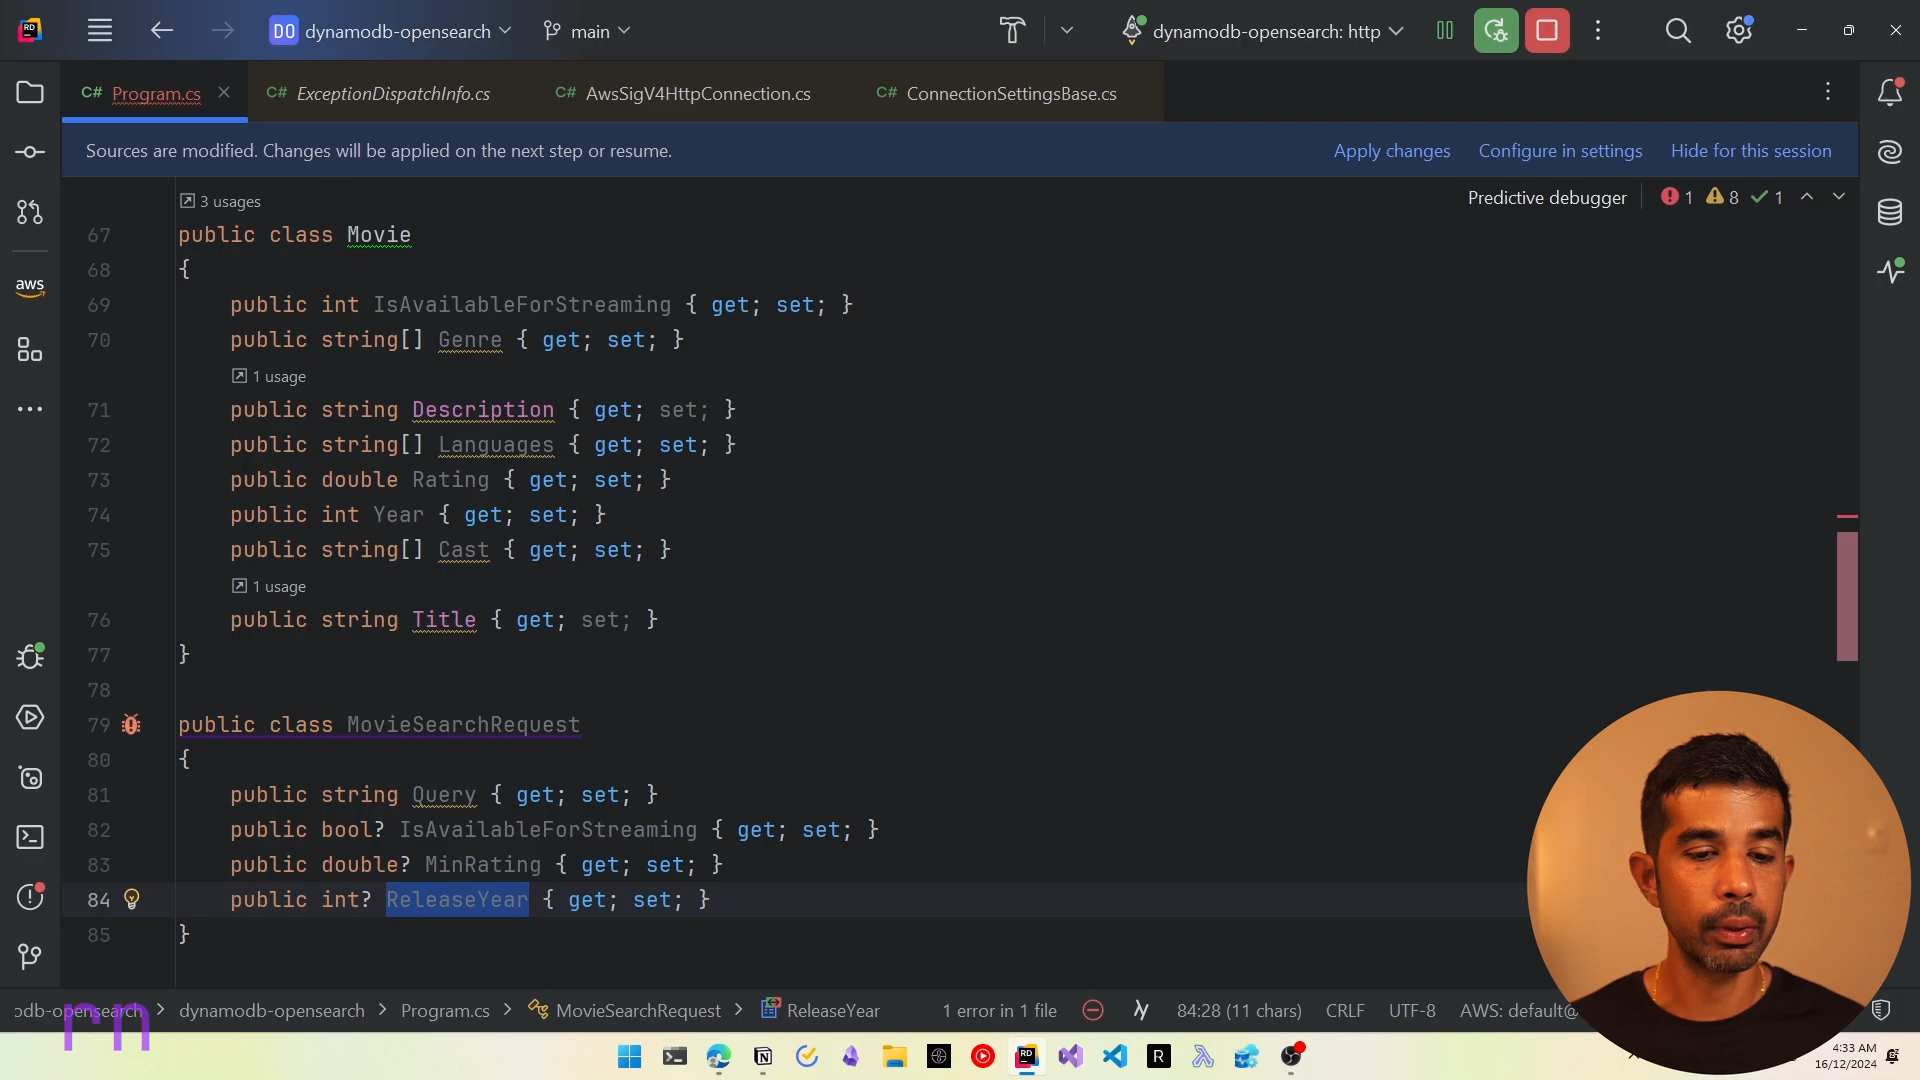 DO dynamodb-opensearch main dynamodb-opensearch: http
C# Program.cs C# ExceptionDispatchInfo.cs C# AwsSigV4HttpConnection.cs C# ConnectionSettingsBase.cs
Sources are modified. Changes will be applied on the next step or resume. Apply changes Configure in settings Hide for this session
3 usages Predictive debugger 1 8 1
67 public class Movie
68 {
69 public int IsAvailableForStreaming { get; set; }
70 public string[] Genre { get; set; }
1 usage
71 public string Description { get; set; }
72 public string[] Languages { get; set; }
73 public double Rating { get; set; }
74 public int Year { get; set; }
75 public string[] Cast { get; set; }
1 usage
76 public string Title { get; set; }
77 }
78
79 public class MovieSearchRequest
80 {
81 public string Query { get; set; }
82 public bool? IsAvailableForStreaming { get; set; }
83 public double? MinRating { get; set; }
84 public int? ReleaseYear { get; set; }
85 }
aws
odb-opensearch > dynamodb-opensearch > Program.cs > MovieSearchRequest > ReleaseYear 1 error in 1 file 84:28 (11 chars) CRLF UTF-8 AWS: default@
rn
RD
R
4:33 AM
16/12/2024